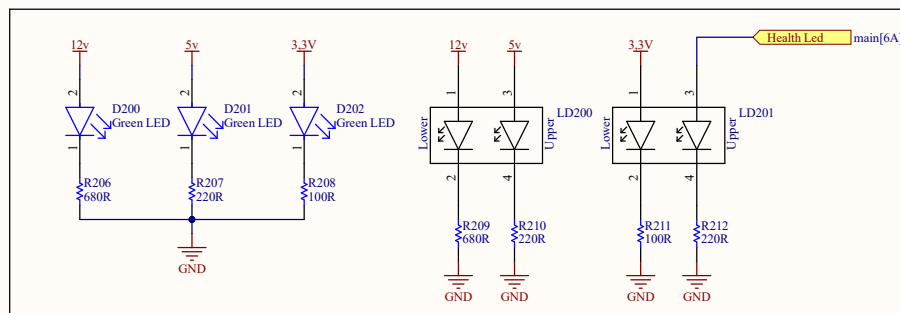 12v
5v
3.3V
12v
5v
3.3V
Health Led
main[6A]
2
2
2
1
3
1
3
D200
Green LED
D201
Green LED
D202
Green LED
Lower
Upper
LD200
Lower
Upper
LD201
1
1
1
2
4
2
4
R206
680R
R207
220R
R208
100R
R209
680R
R210
220R
R211
100R
R212
220R
GND
GND
GND
GND
GND